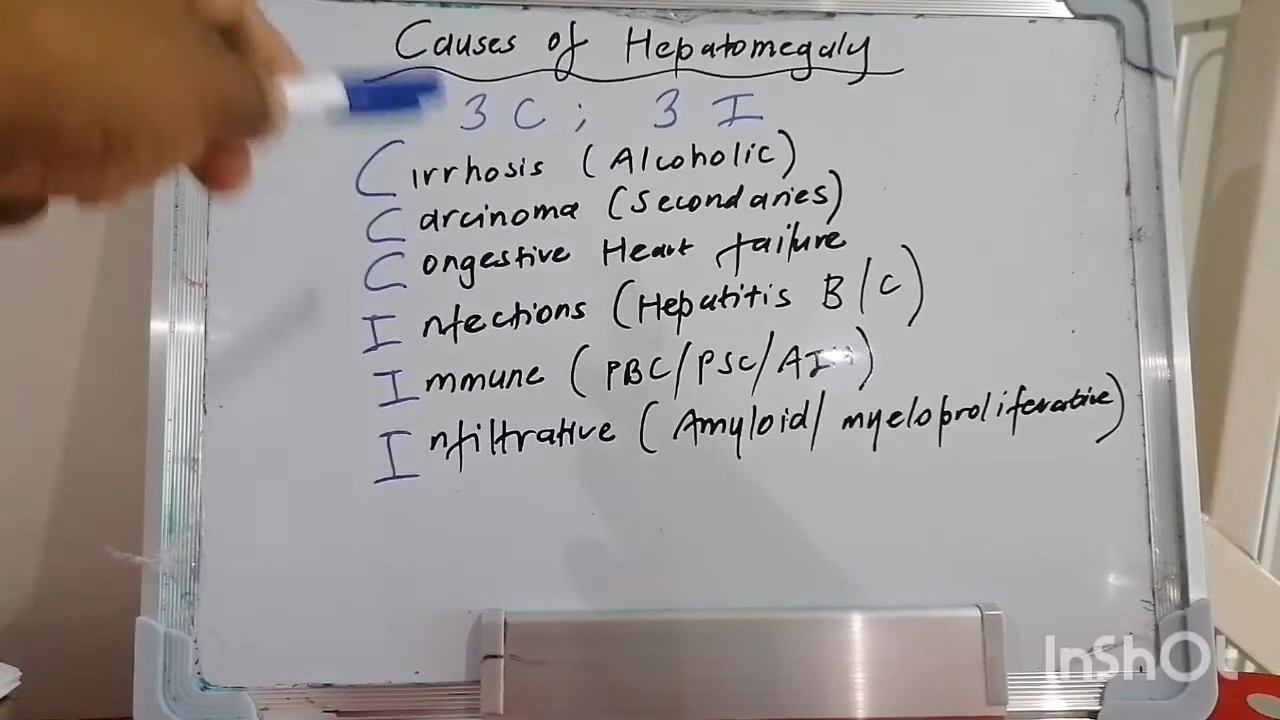 Causes of Hepatomegaly
3 C ; 3 I
Cirrhosis (Alcoholic)
Carcinoma (Secondaries)
Congestive Heart failure
Infections (Hepatitis B/C)
Immune (PBC/PSC/
Infiltrative (Amyloid/myeloproliferative)
InShOt